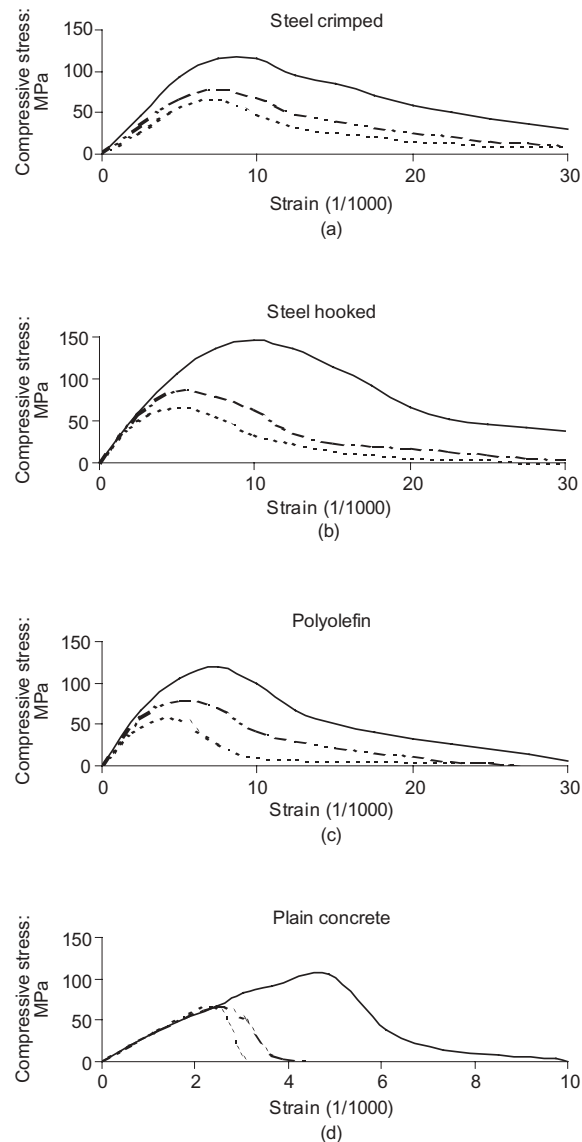 Steel crimped
Compressive stress:
MPa
150
100
50
0
0 10 20 30
Strain (1/1000)
(a)
Steel hooked
Compressive stress:
MPa
150
100
50
0
0 10 20 30
Strain (1/1000)
(b)
Polyolefin
Compressive stress:
MPa
150
100
50
0
0 10 20 30
Strain (1/1000)
(c)
Plain concrete
Compressive stress:
MPa
150
100
50
0
0 2 4 6 8 10
Strain (1/1000)
(d)